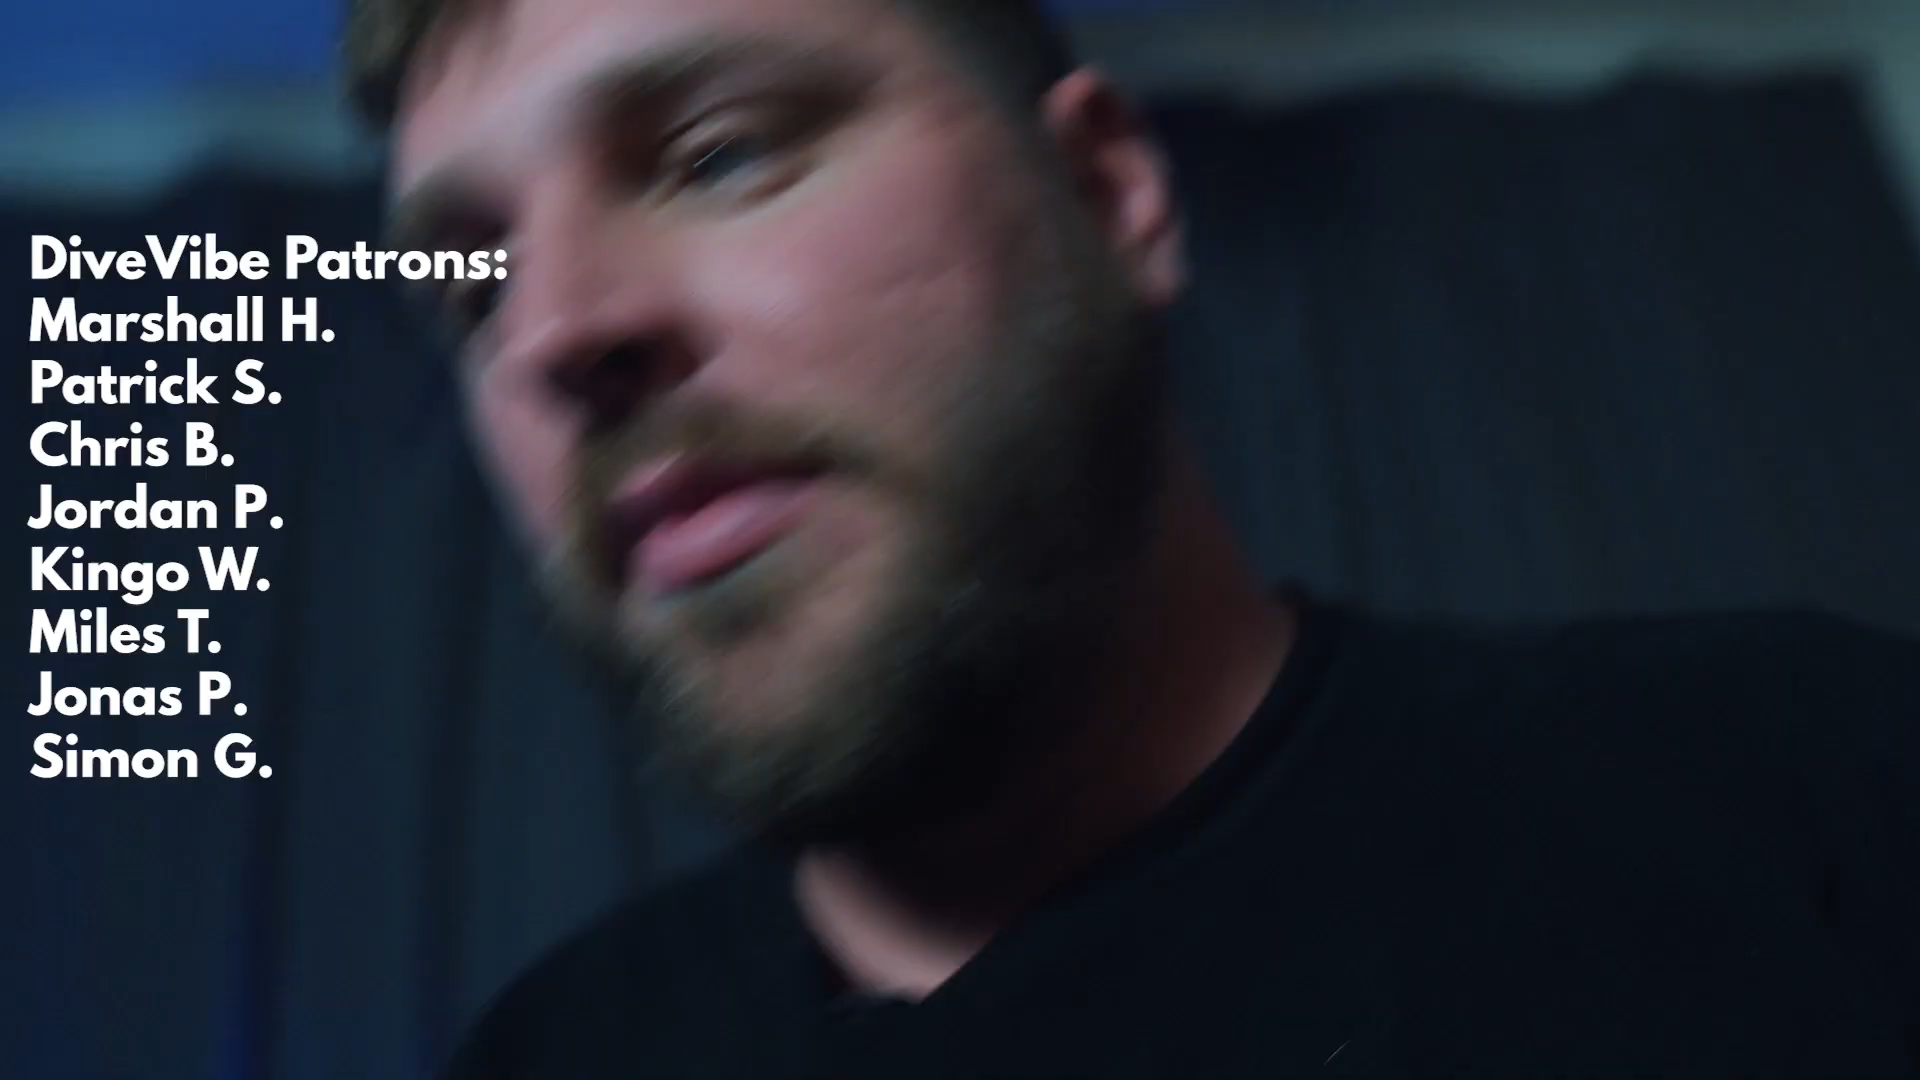 DiveVibe Patrons:
Marshall H.
Patrick S.
Chris B.
Jordan P.
Kingo W.
Miles T.
Jonas P.
Simon G.